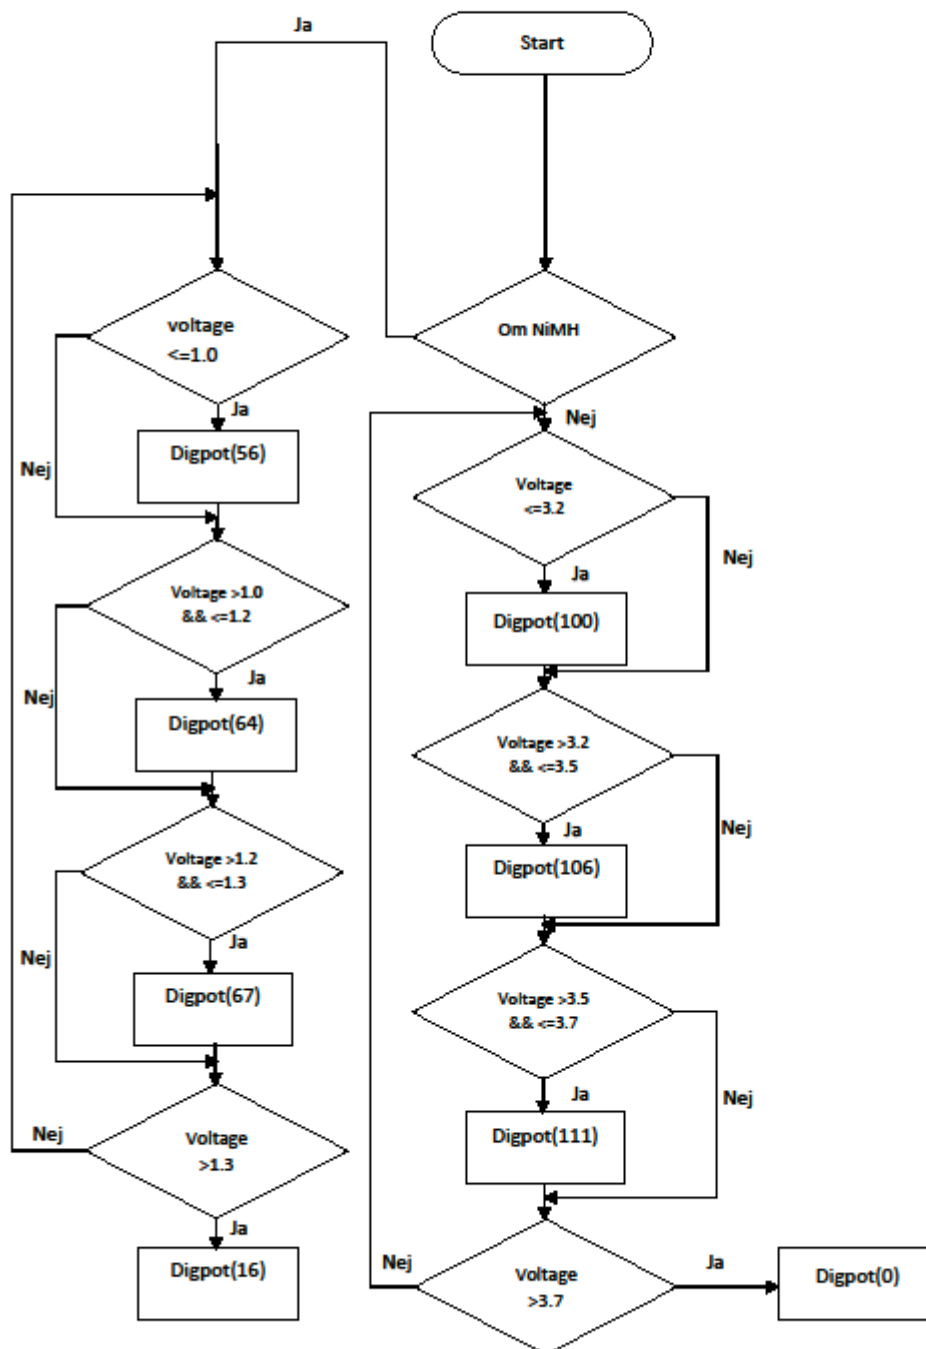 Ja
Start
voltage
<=1.0
Om NiMH
Ja
Nej
Digpot(56)
Nej
Voltage
<=3.2
Nej
Ja
Voltage >1.0
&& <=1.2
Digpot(100)
Ja
Nej
Digpot(64)
Voltage >3.2
&& <=3.5
Nej
Ja
Voltage >1.2
&& <=1.3
Digpot(106)
Ja
Nej
Digpot(67)
Voltage >3.5
&& <=3.7
Nej
Ja
Nej
Voltage
>1.3
Digpot(111)
Ja
Digpot(16)
Nej
Voltage
>3.7
Ja
Digpot(0)